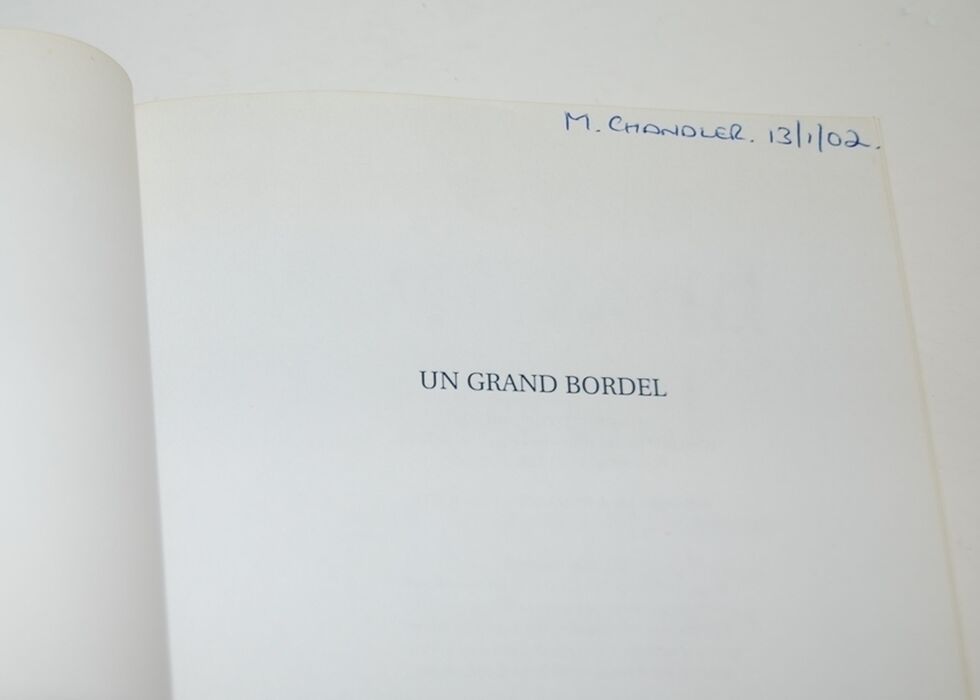 M. CHANDLER. 13/1/02.
UN GRAND BORDEL